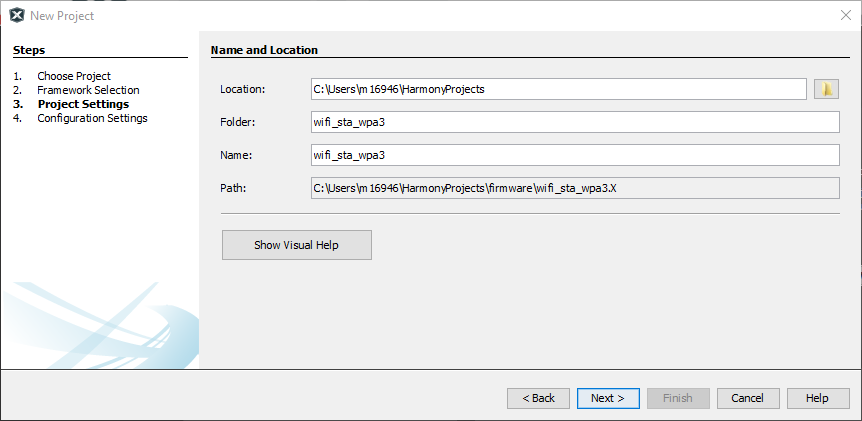 New Project
Steps
1. Choose Project
2. Framework Selection
3. Project Settings
4. Configuration Settings
Name and Location
Location: C:\Users\m16946\HarmonyProjects
Folder: wifi_sta_wpa3
Name: wifi_sta_wpa3
Path: C:\Users\m16946\HarmonyProjects\firmware\wifi_sta_wpa3.X
Show Visual Help
< Back Next > Finish Cancel Help